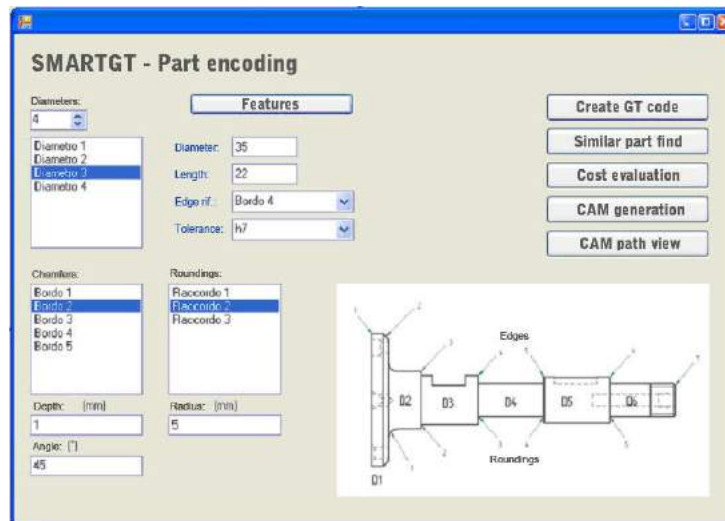 SMARTGT - Part encoding
Diameters:
4
Features
Create GT code
Similar part find
Cost evaluation
CAM generation
CAM path view
Diametro 1
Diametro 2
Diametro 3
Diametro 4
Diameter: 35
Length: 22
Edge rif.: Bordo 4
Tolerance: h7
Chamfers:
Bordo 1
Bordo 2
Bordo 3
Bordo 4
Bordo 5
Roundings:
Raccordo 1
Raccordo 2
Raccordo 3
Depth: (mm)
1
Radius: (mm)
5
Angle: (°)
45
Edges
D2 D3 D4 D5 D6
Roundings
D1